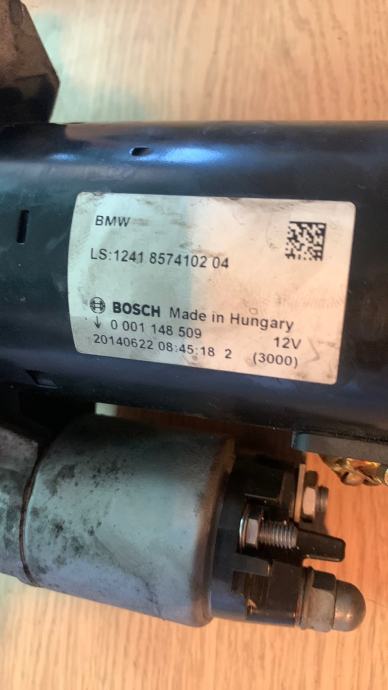 BMW
LS:1241 8574102 04
BOSCH Made in Hungary
0 001 148 509 12V
20140622 08:45:18 2 (3000)